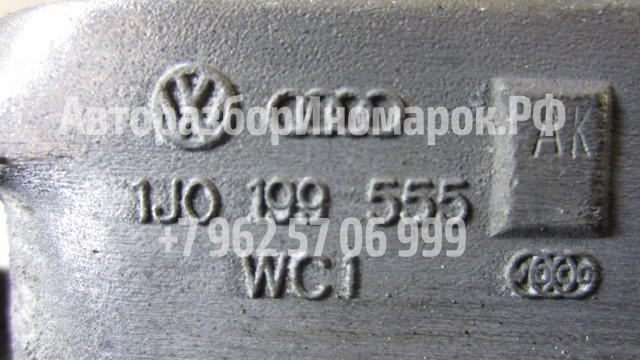 АвторазборИномарок.РФ
AK
1J0 199 555
+7 962 57 06 999
WC1